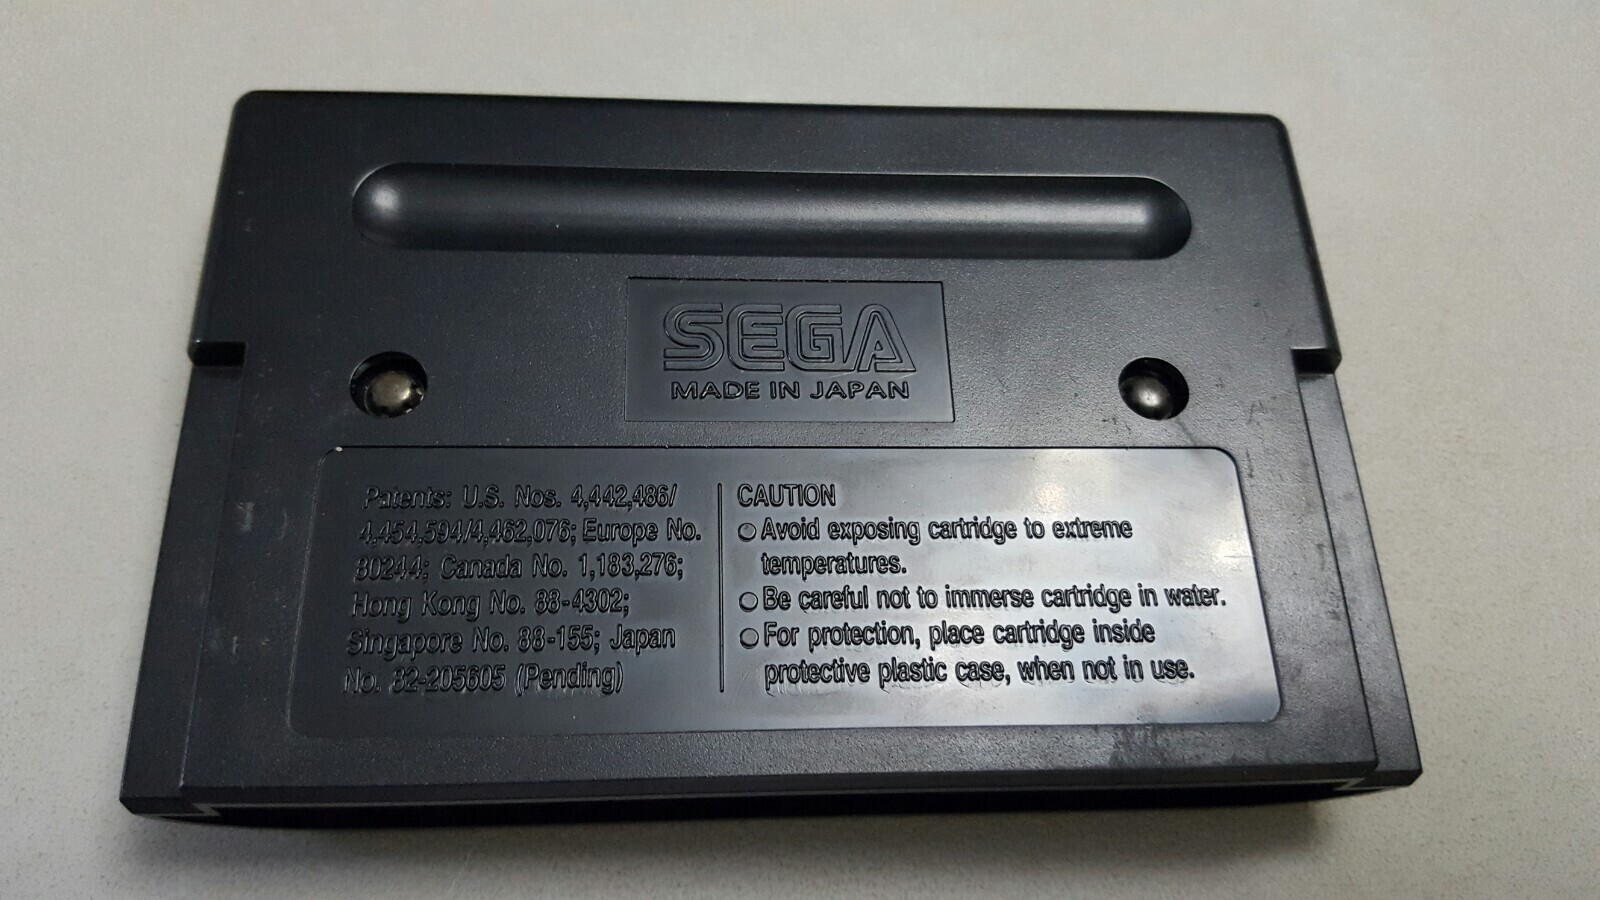 SEGA
MADE IN JAPAN
Patents: U.S. Nos. 4,442,486/
4,454,594/4,462,076; Europe No.
80244; Canada No. 1,183,276;
Hong Kong No. 88-4302;
Singapore No. 88-155; Japan
No. 82-205605 (Pending)
CAUTION
○ Avoid exposing cartridge to extreme
temperatures.
○ Be careful not to immerse cartridge in water.
○ For protection, place cartridge inside
protective plastic case, when not in use.